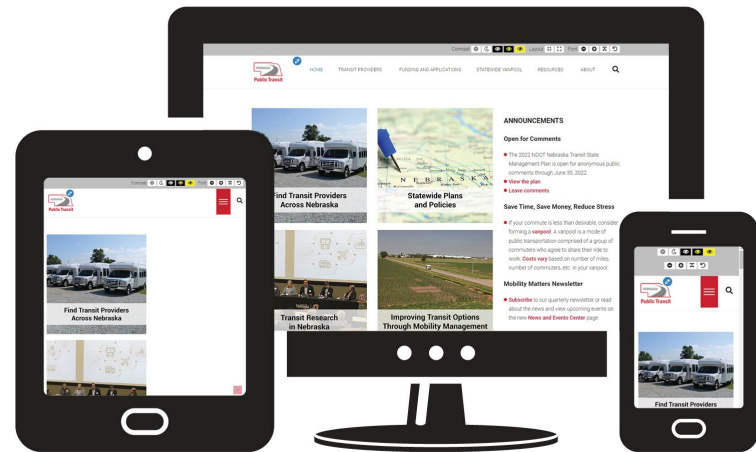 Contrast
Layout
Font
NEBRASKA
Public Transit
HOME
TRANSIT PROVIDERS
FUNDING AND APPLICATIONS
STATEWIDE VANPOOL
RESOURCES
ABOUT
Find Transit Providers
Across Nebraska
NEBRASKA
Statewide Plans
and Policies
Transit Research
in Nebraska
Improving Transit Options
Through Mobility Management
ANNOUNCEMENTS
Open for Comments
The 2022 NDOT Nebraska Transit State
Management Plan is open for anonymous public
comments through June 30, 2022.
View the plan
Leave comments
Save Time, Save Money, Reduce Stress
If your commute is less than desirable, consider
forming a vanpool. A vanpool is a mode of
public transportation comprised of a group of
commuters who agree to share their ride to
work. Costs vary based on number of miles,
number of commuters, etc. in your vanpool.
Mobility Matters Newsletter
Subscribe to our quarterly newsletter or read
about the news and view upcoming events on
the new News and Events Center page.
Contrast
Font
NEBRASKA
Public Transit
Find Transit Providers
Across Nebraska
NEBRASKA
Public Transit
Find Transit Providers